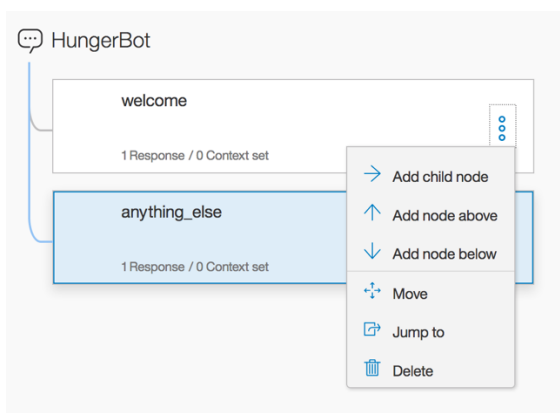 HungerBot
welcome
1 Response / 0 Context set
Add child node
anything_else
Add node above
Add node below
1 Response / 0 Context set
Move
Jump to
Delete